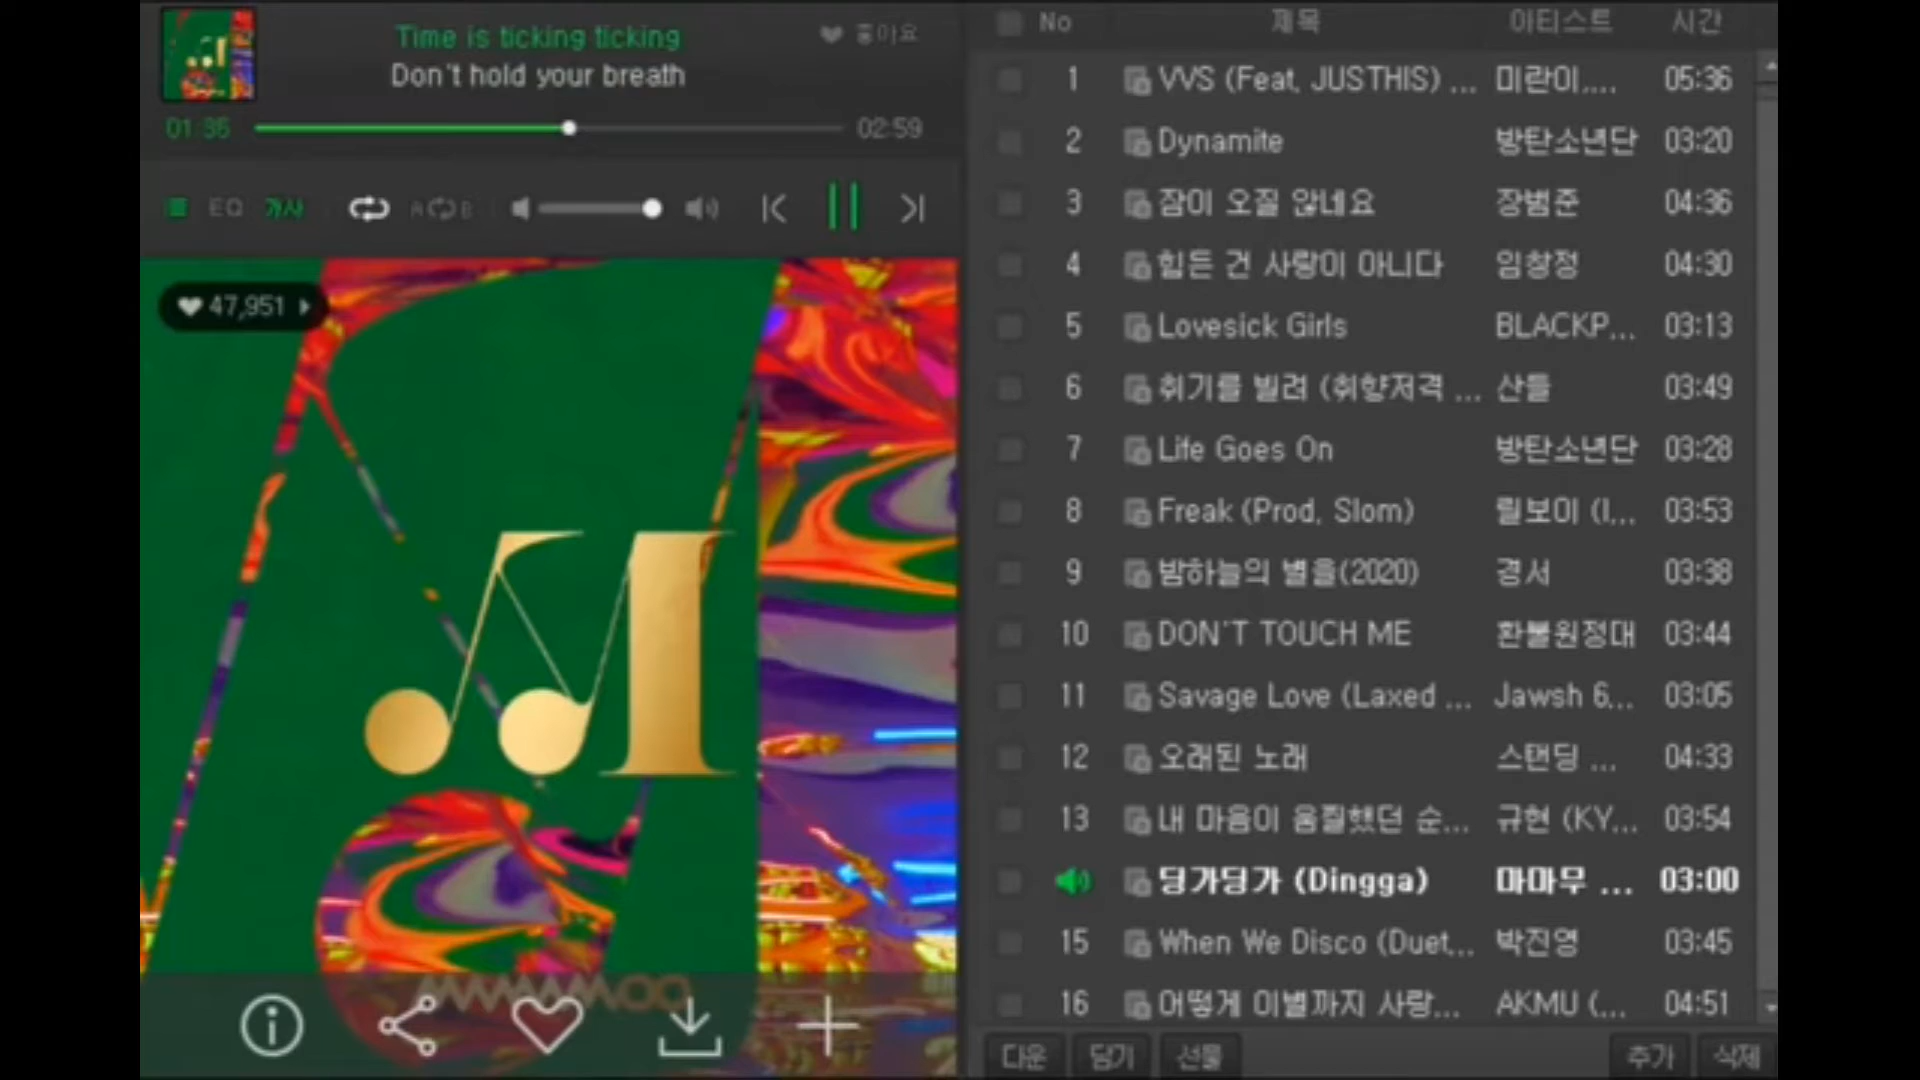 Time is ticking ticking
Don't hold your breath
좋아요
01:35
02:59
EQ 가사
A B
47,951
MAMAMOO
No 제목 아티스트 시간
1 VVS (Feat. JUSTHIS) ... 미란이,... 05:36
2 Dynamite 방탄소년단 03:20
3 잠이 오질 않네요 장범준 04:36
4 힘든 건 사랑이 아니다 임창정 04:30
5 Lovesick Girls BLACKP... 03:13
6 취기를 빌려 (취향저격 ... 산들 03:49
7 Life Goes On 방탄소년단 03:28
8 Freak (Prod. Slom) 릴보이 (l... 03:53
9 밤하늘의 별을(2020) 경서 03:38
10 DON'T TOUCH ME 환불원정대 03:44
11 Savage Love (Laxed ... Jawsh 6... 03:05
12 오래된 노래 스탠딩 ... 04:33
13 내 마음이 움찔했던 순... 규현 (KY... 03:54
딩가딩가 (Dingga) 마마무 ... 03:00
15 When We Disco (Duet... 박진영 03:45
16 어떻게 이별까지 사랑... AKMU (... 04:51
다운 담기 선물 추가 삭제